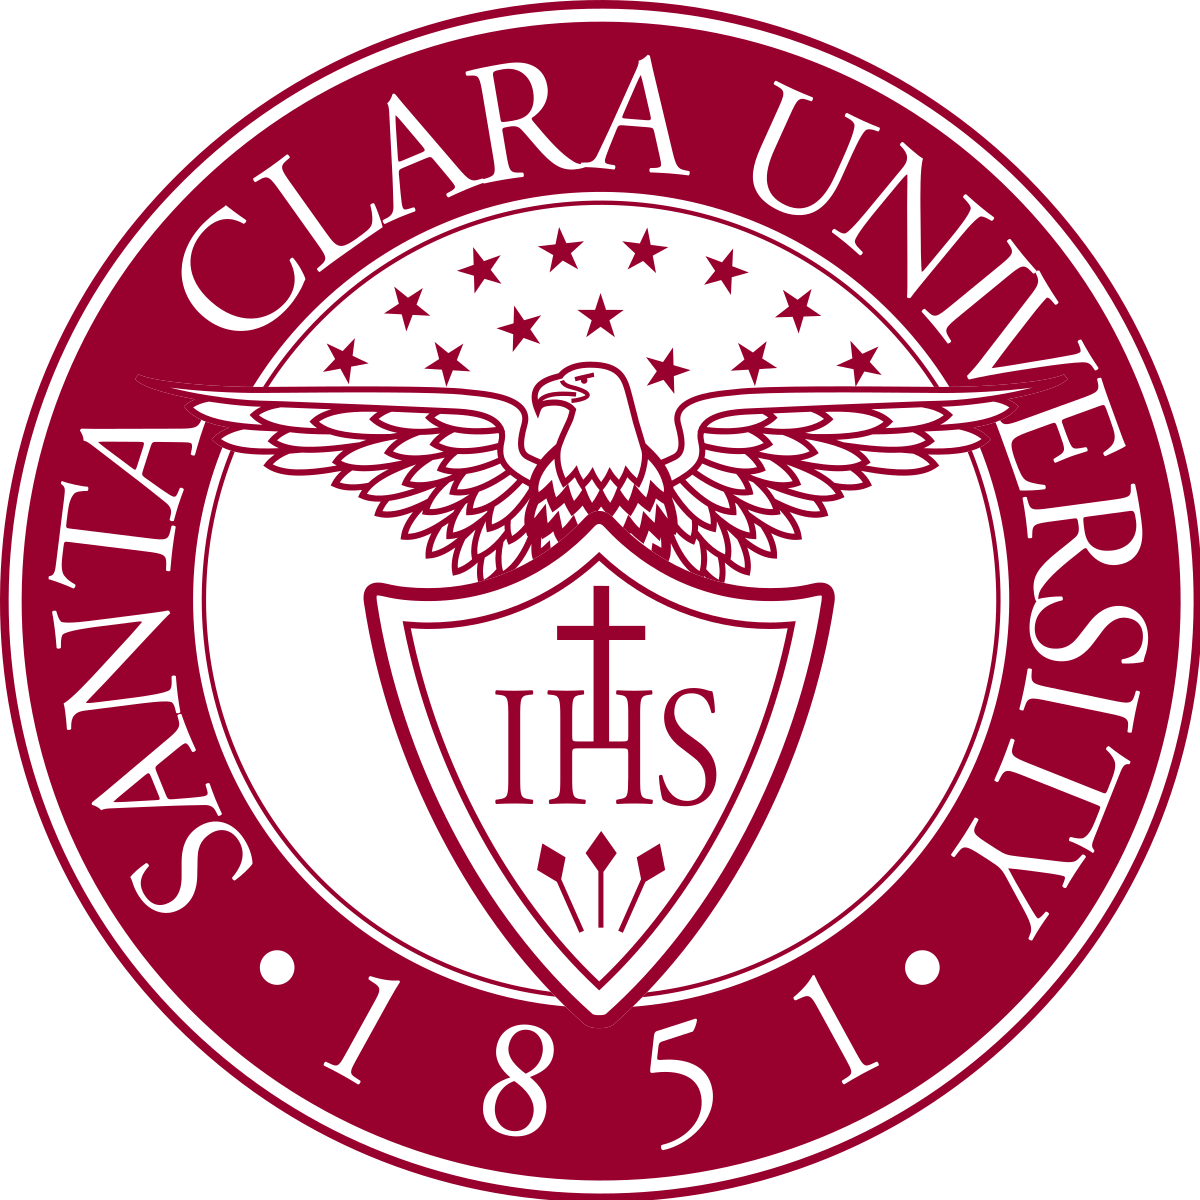 SANTA CLARA UNIVERSITY
IHS
• 1851 •